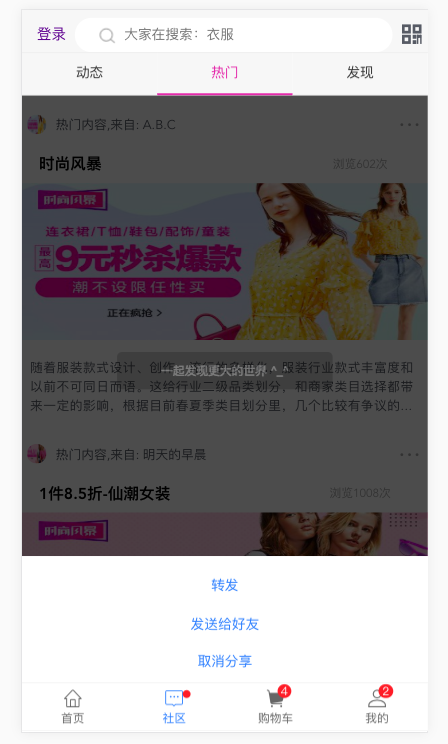 登录
大家在搜索：衣服
动态
热门
发现
热门内容,来自: A.B.C
时尚风暴
浏览602次
时尚风暴
连衣裙/T恤/鞋包/配饰/童装
最高
9元秒杀爆款
潮不设限任性买
正在疯抢 >
一起发现更大的世界 ^_^
随着服装款式设计、创作、
服装行业款式丰富度和
以前不可同日而语，这给行业二级品类划分，和商家类目选择都带
来一定的影响，根据目前春夏季类目划分里，几个比较有争议的...
热门内容,来自: 明天的早晨
1件8.5折-仙潮女装
浏览1008次
时尚风暴
转发
发送给好友
取消分享
4
2
首页
社区
购物车
我的